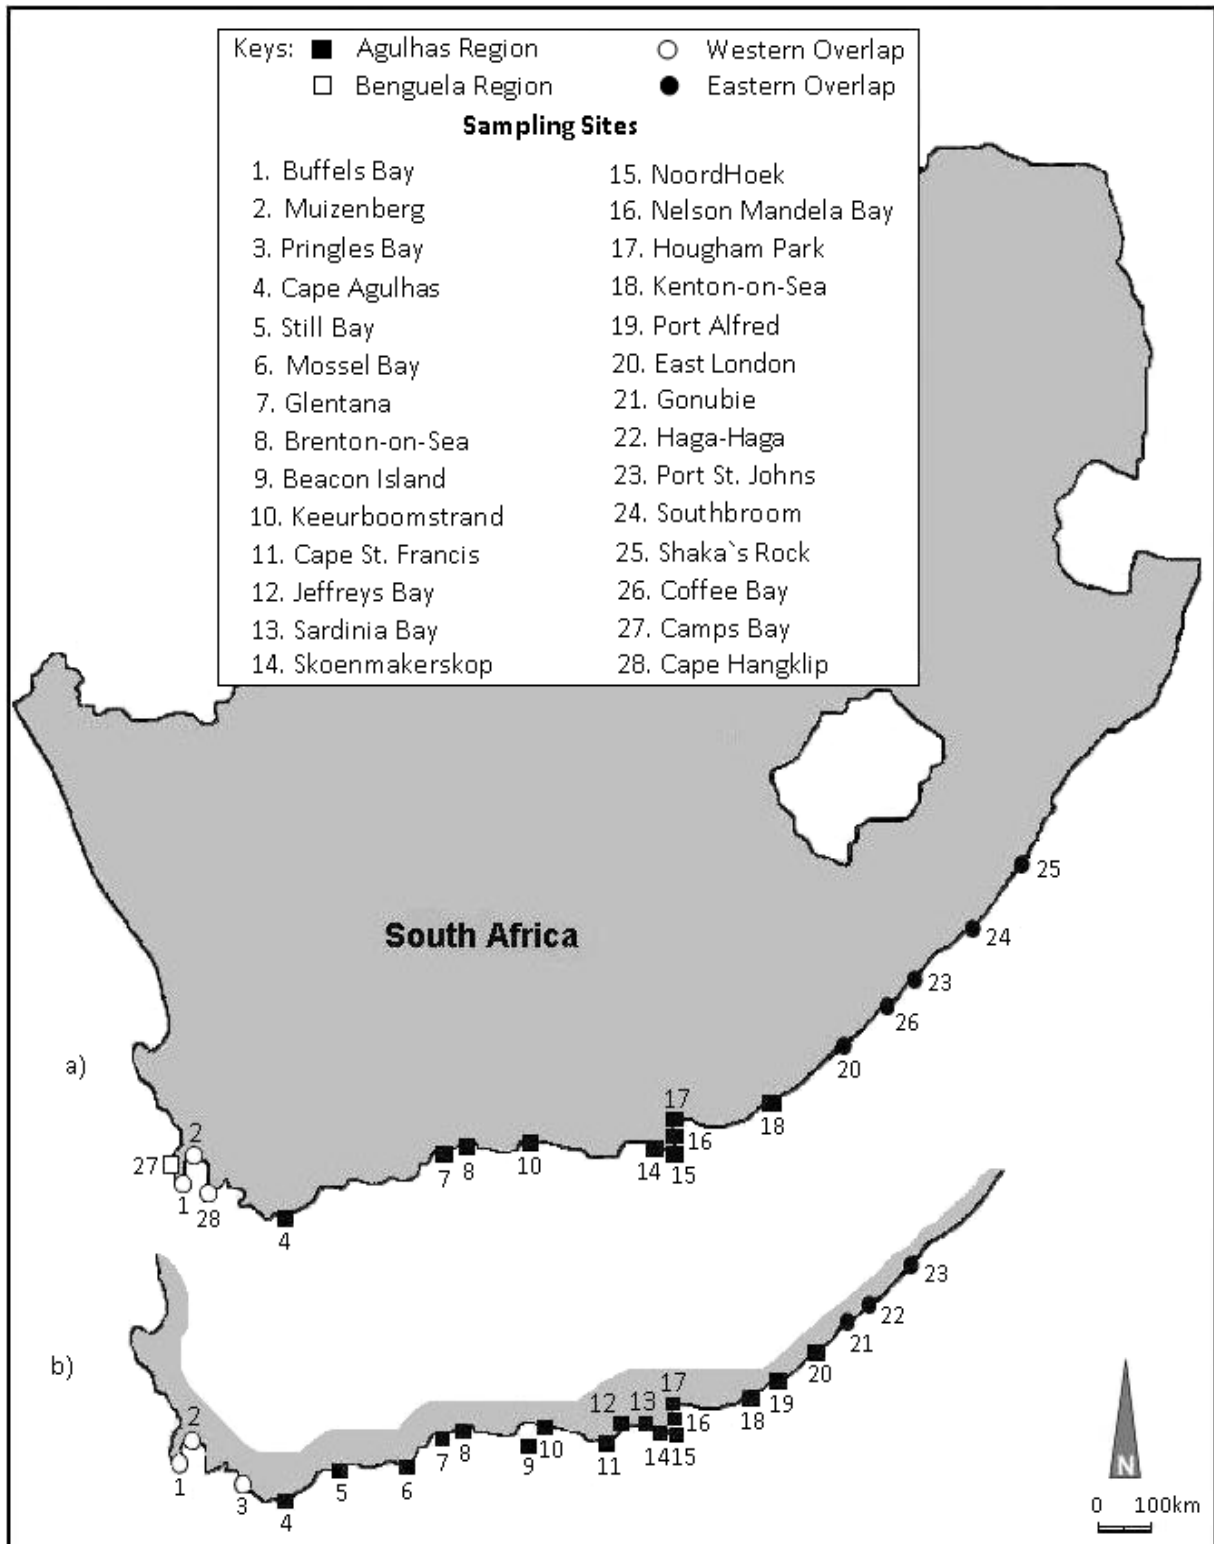 Keys: ■ Agulhas Region ○ Western Overlap
□ Benguela Region ● Eastern Overlap
Sampling Sites
1. Buffels Bay
2. Muizenberg
3. Pringles Bay
4. Cape Agulhas
5. Still Bay
6. Mossel Bay
7. Glentana
8. Brenton-on-Sea
9. Beacon Island
10. Keeurboomstrand
11. Cape St. Francis
12. Jeffreys Bay
13. Sardinia Bay
14. Skoenmakerskop
15. NoordHoek
16. Nelson Mandela Bay
17. Hougham Park
18. Kenton-on-Sea
19. Port Alfred
20. East London
21. Gonubie
22. Haga-Haga
23. Port St. Johns
24. Southbroom
25. Shaka`s Rock
26. Coffee Bay
27. Camps Bay
28. Cape Hangklip
South Africa
a)
27
2
1
28
4
7
8
10
14
17
16
15
18
20
26
23
24
25
b)
2
1
3
4
5
6
7
8
9
10
11
12
13
14
17
16
15
18
19
20
21
22
23
N
0 100km